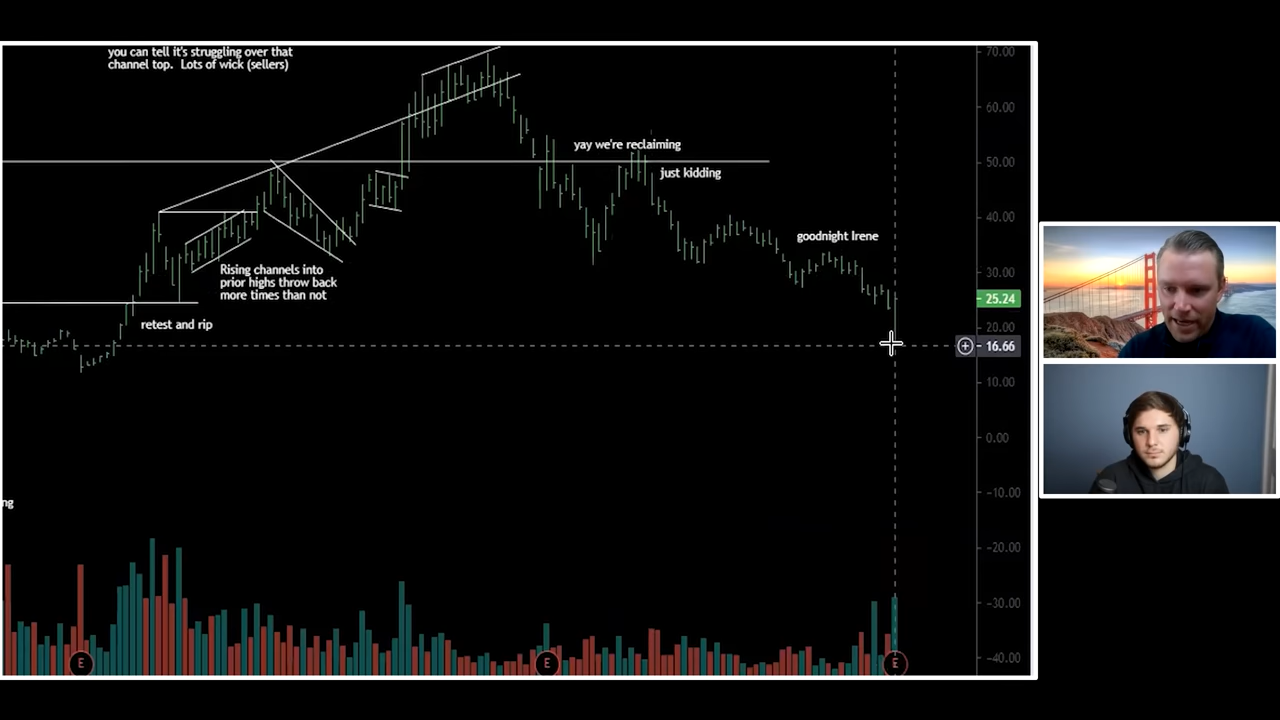 you can tell it's struggling over that
channel top.  Lots of wick (sellers)
70.00
60.00
yay we're reclaiming
50.00
just kidding
40.00
goodnight Irene
Rising channels into
prior highs throw back
more times than not
30.00
25.24
retest and rip
20.00
16.66
10.00
0.00
−10.00
ng
−20.00
−30.00
−40.00
E
E
E